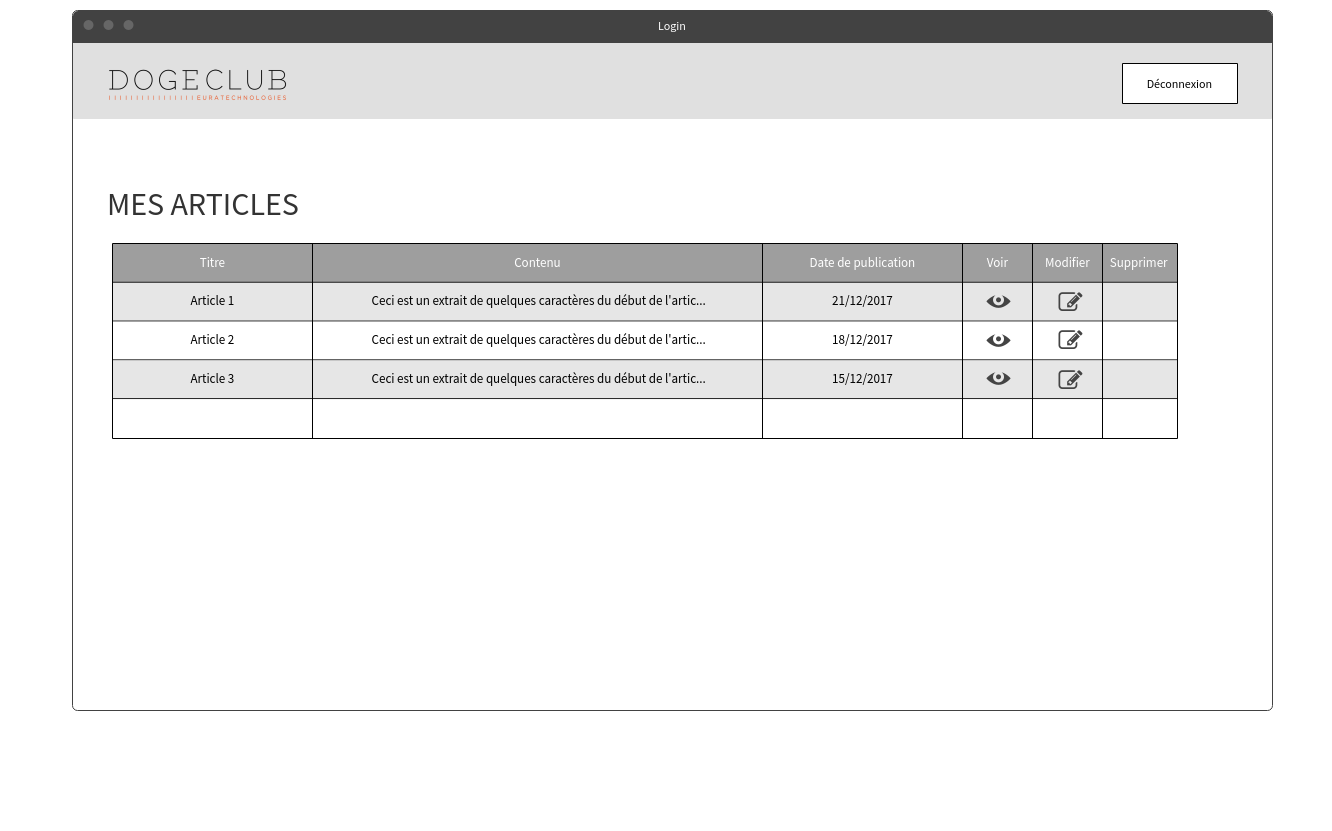 Login
DOGECLUB
EURATECHNOLOGIES
Déconnexion
MES ARTICLES
Titre Contenu Date de publication Voir Modifier Supprimer
Article 1 Ceci est un extrait de quelques caractères du début de l'artic... 21/12/2017
Article 2 Ceci est un extrait de quelques caractères du début de l'artic... 18/12/2017
Article 3 Ceci est un extrait de quelques caractères du début de l'artic... 15/12/2017